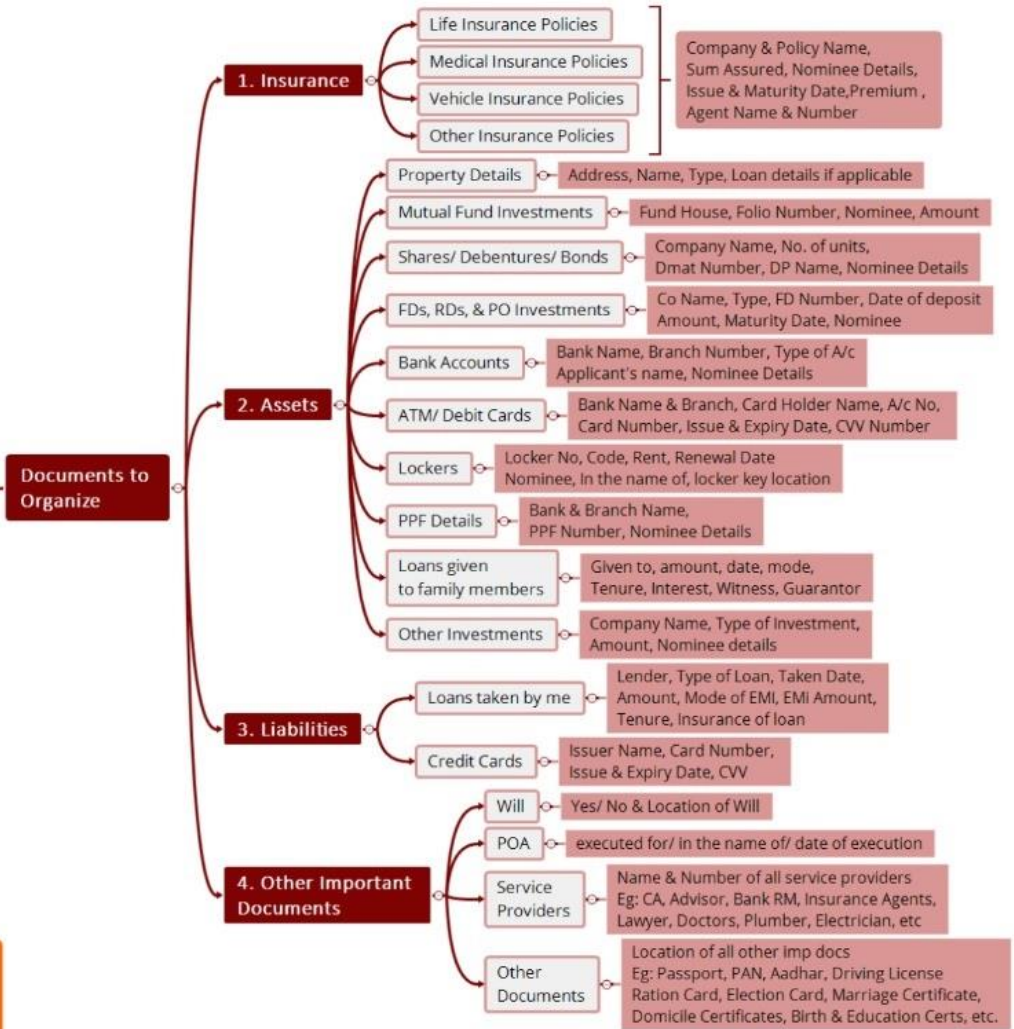 Documents to
Organize
1. Insurance
Life Insurance Policies
Medical Insurance Policies
Vehicle Insurance Policies
Other Insurance Policies
Company & Policy Name,
Sum Assured, Nominee Details,
Issue & Maturity Date,Premium ,
Agent Name & Number
2. Assets
Property Details
Address, Name, Type, Loan details if applicable
Mutual Fund Investments
Fund House, Folio Number, Nominee, Amount
Shares/ Debentures/ Bonds
Company Name, No. of units,
Dmat Number, DP Name, Nominee Details
FDs, RDs, & PO Investments
Co Name, Type, FD Number, Date of deposit
Amount, Maturity Date, Nominee
Bank Accounts
Bank Name, Branch Number, Type of A/c
Applicant's name, Nominee Details
ATM/ Debit Cards
Bank Name & Branch, Card Holder Name, A/c No,
Card Number, Issue & Expiry Date, CVV Number
Lockers
Locker No, Code, Rent, Renewal Date
Nominee, In the name of, locker key location
PPF Details
Bank & Branch Name,
PPF Number, Nominee Details
Loans given
to family members
Given to, amount, date, mode,
Tenure, Interest, Witness, Guarantor
Other Investments
Company Name, Type of Investment,
Amount, Nominee details
3. Liabilities
Loans taken by me
Lender, Type of Loan, Taken Date,
Amount, Mode of EMI, EMi Amount,
Tenure, Insurance of loan
Credit Cards
Issuer Name, Card Number,
Issue & Expiry Date, CVV
4. Other Important
Documents
Will
Yes/ No & Location of Will
POA
executed for/ in the name of/ date of execution
Service
Providers
Name & Number of all service providers
Eg: CA, Advisor, Bank RM, Insurance Agents,
Lawyer, Doctors, Plumber, Electrician, etc
Other
Documents
Location of all other imp docs
Eg: Passport, PAN, Aadhar, Driving License
Ration Card, Election Card, Marriage Certificate,
Domicile Certificates, Birth & Education Certs, etc.